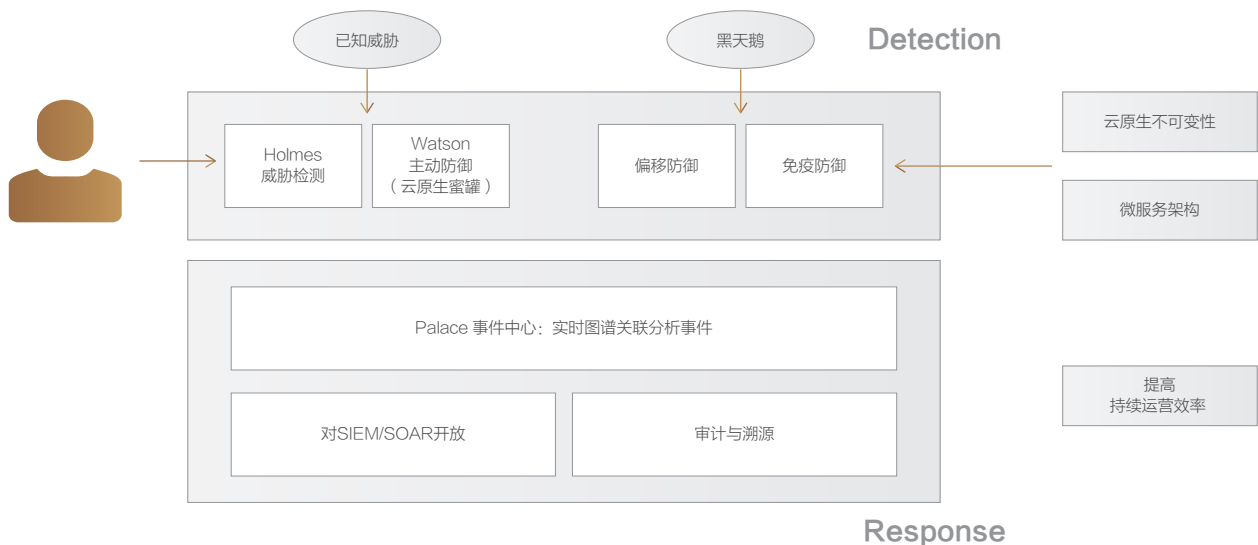 已知威胁
黑天鹅
Detection
Holmes
威胁检测
Watson
主动防御
（云原生蜜罐）
偏移防御
免疫防御
云原生不可变性
微服务架构
Palace 事件中心：实时图谱关联分析事件
对SIEM/SOAR开放
审计与溯源
提高
持续运营效率
Response